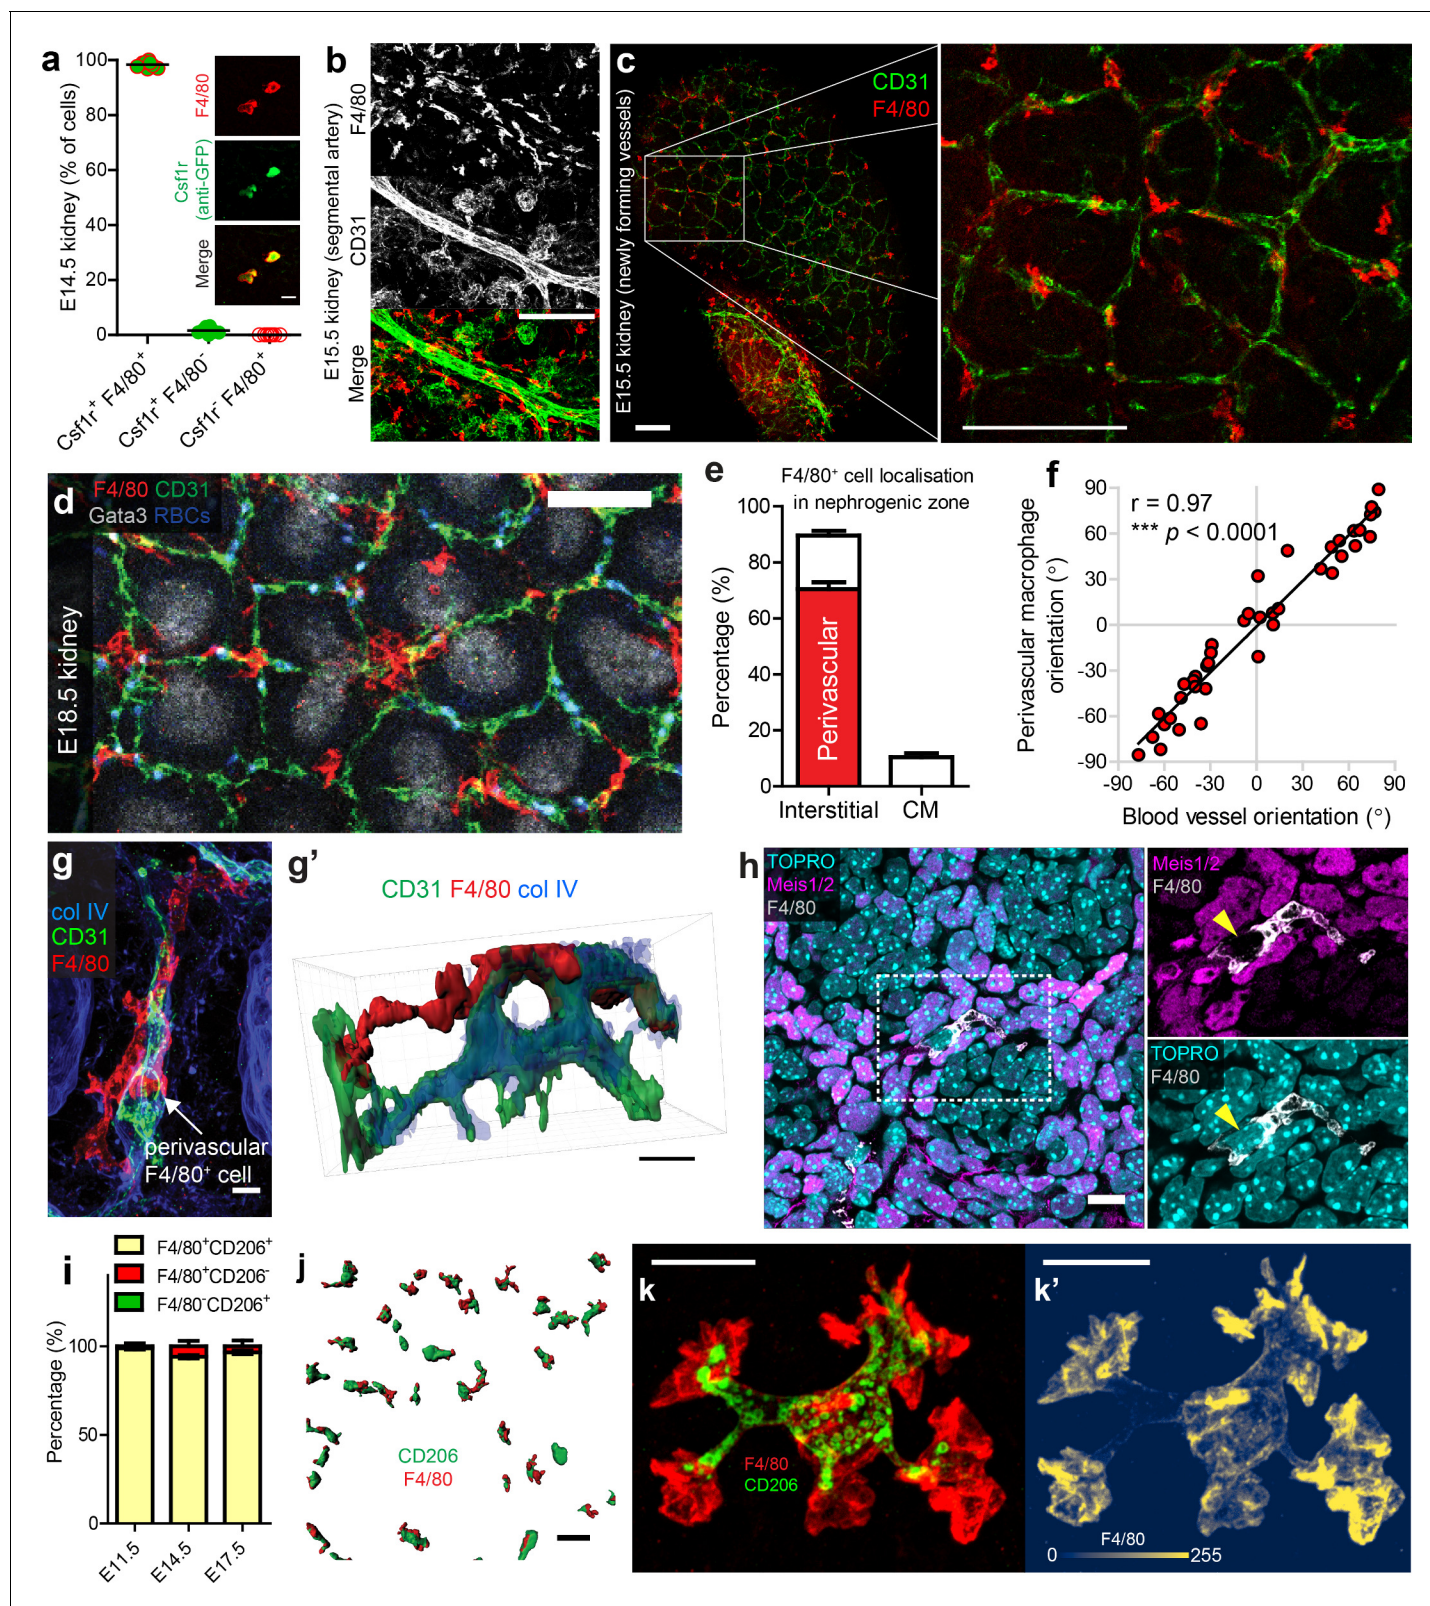 a
E14.5 kidney (% of cells)
100
80
60
40
20
0
Csf1r⁺ F4/80⁺
Csf1r⁺ F4/80⁻
Csf1r⁻ F4/80⁺
F4/80
Csf1r
(anti-GFP)
Merge
b
E15.5 kidney (segmental artery)
F4/80
CD31
Merge
c
E15.5 kidney (newly forming vessels)
CD31
F4/80
d
F4/80 CD31
Gata3 RBCs
E18.5 kidney
e
F4/80⁺ cell localisation
in nephrogenic zone
Percentage (%)
100
80
60
40
20
0
Perivascular
Interstitial
CM
f
Perivascular macrophage
orientation (°)
90
60
30
0
-30
-60
-90
r = 0.97
*** p < 0.0001
-90 -60 -30 0 30 60 90
Blood vessel orientation (°)
g
col IV
CD31
F4/80
perivascular
F4/80⁺ cell
g’
CD31 F4/80 col IV
h
TOPRO
Meis1/2
F4/80
Meis1/2
F4/80
TOPRO
F4/80
i
F4/80⁺CD206⁺
F4/80⁺CD206⁻
F4/80⁻CD206⁺
Percentage (%)
100
50
0
E11.5
E14.5
E17.5
j
CD206
F4/80
k
F4/80
CD206
k’
F4/80
0 255